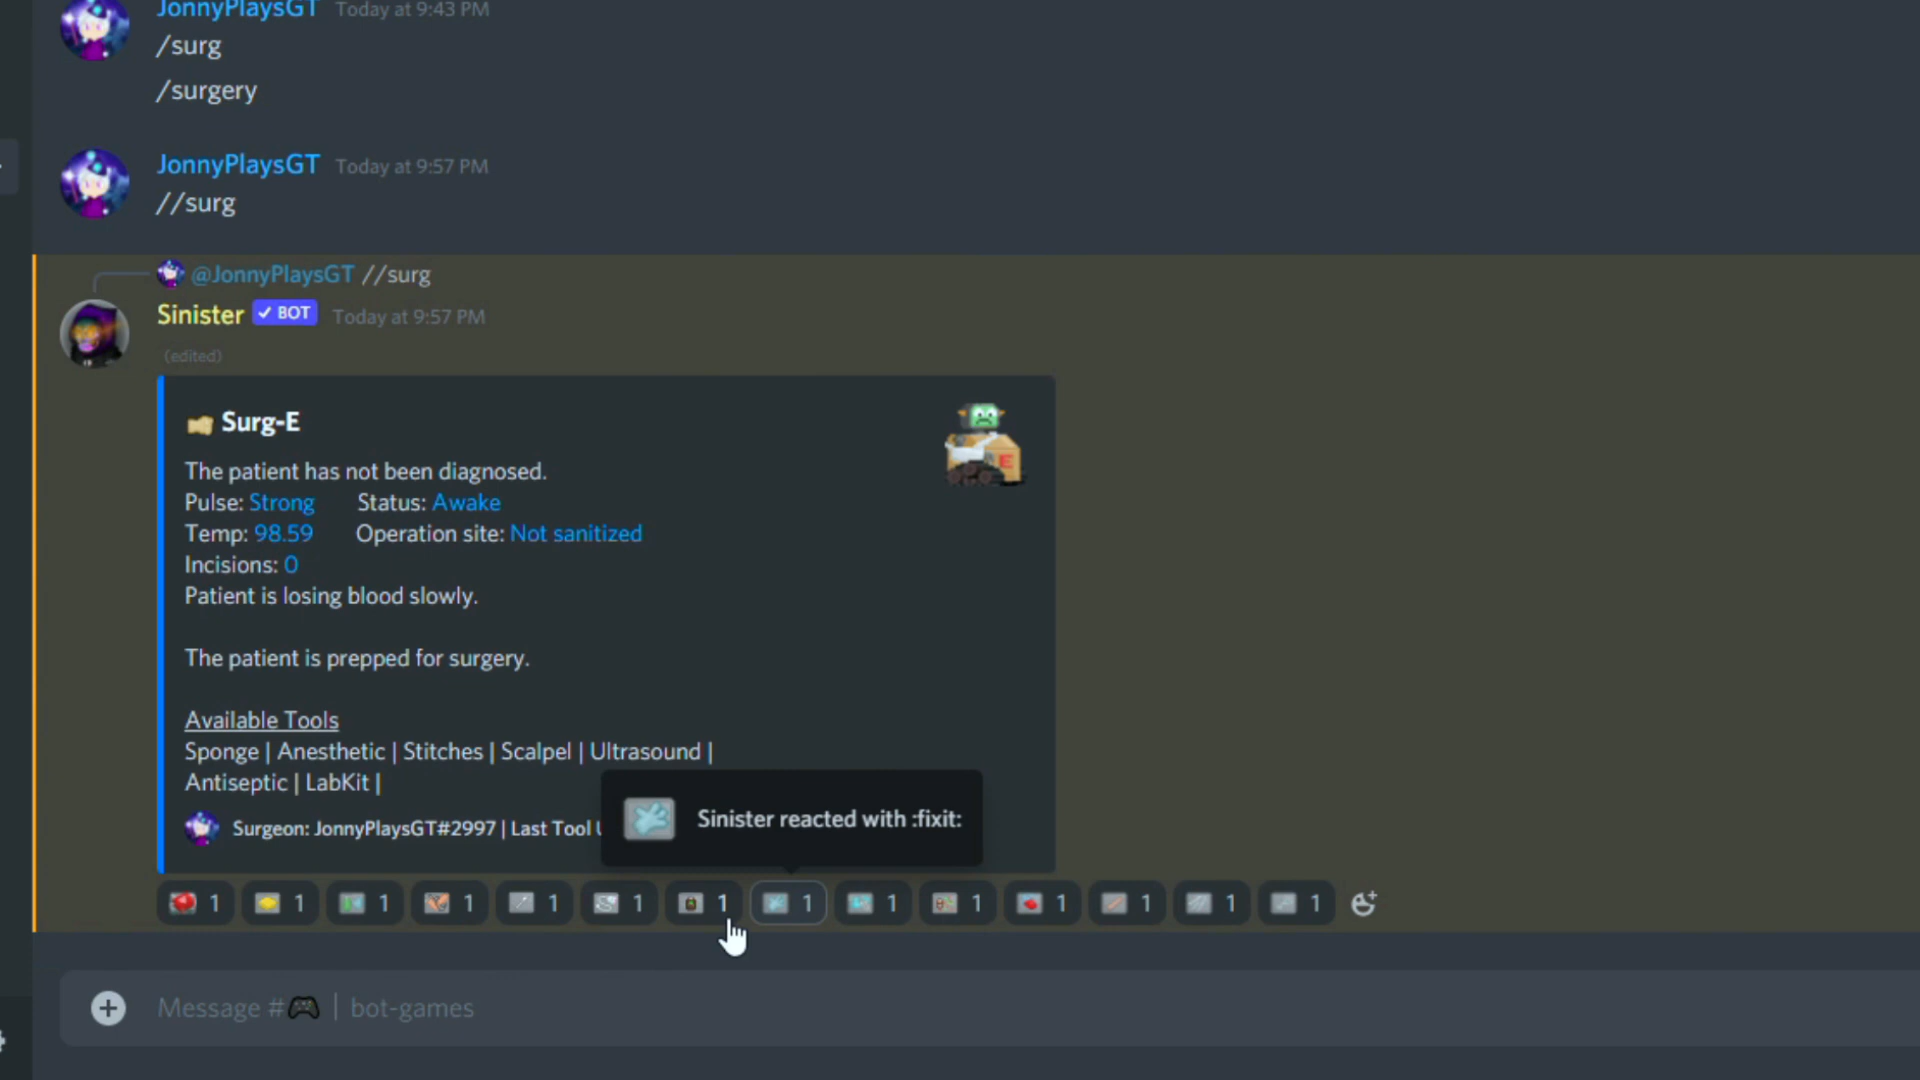 JonnyPlaysGT Today at 9:43 PM
/surg
/surgery
JonnyPlaysGT Today at 9:57 PM
//surg
@JonnyPlaysGT //surg
Sinister ✓ BOT Today at 9:57 PM
(edited)
Surg-E
The patient has not been diagnosed.
Pulse: Strong Status: Awake
Temp: 98.59 Operation site: Not sanitized
Incisions: 0
Patient is losing blood slowly.
The patient is prepped for surgery.
Available Tools
Sponge | Anesthetic | Stitches | Scalpel | Ultrasound |
Antiseptic | LabKit |
Sinister reacted with :fixit:
Surgeon: JonnyPlaysGT#2997 | Last Tool
1 1 1 1 1 1 1 1 1 1 1 1 1 1
Message #🎮 | bot-games